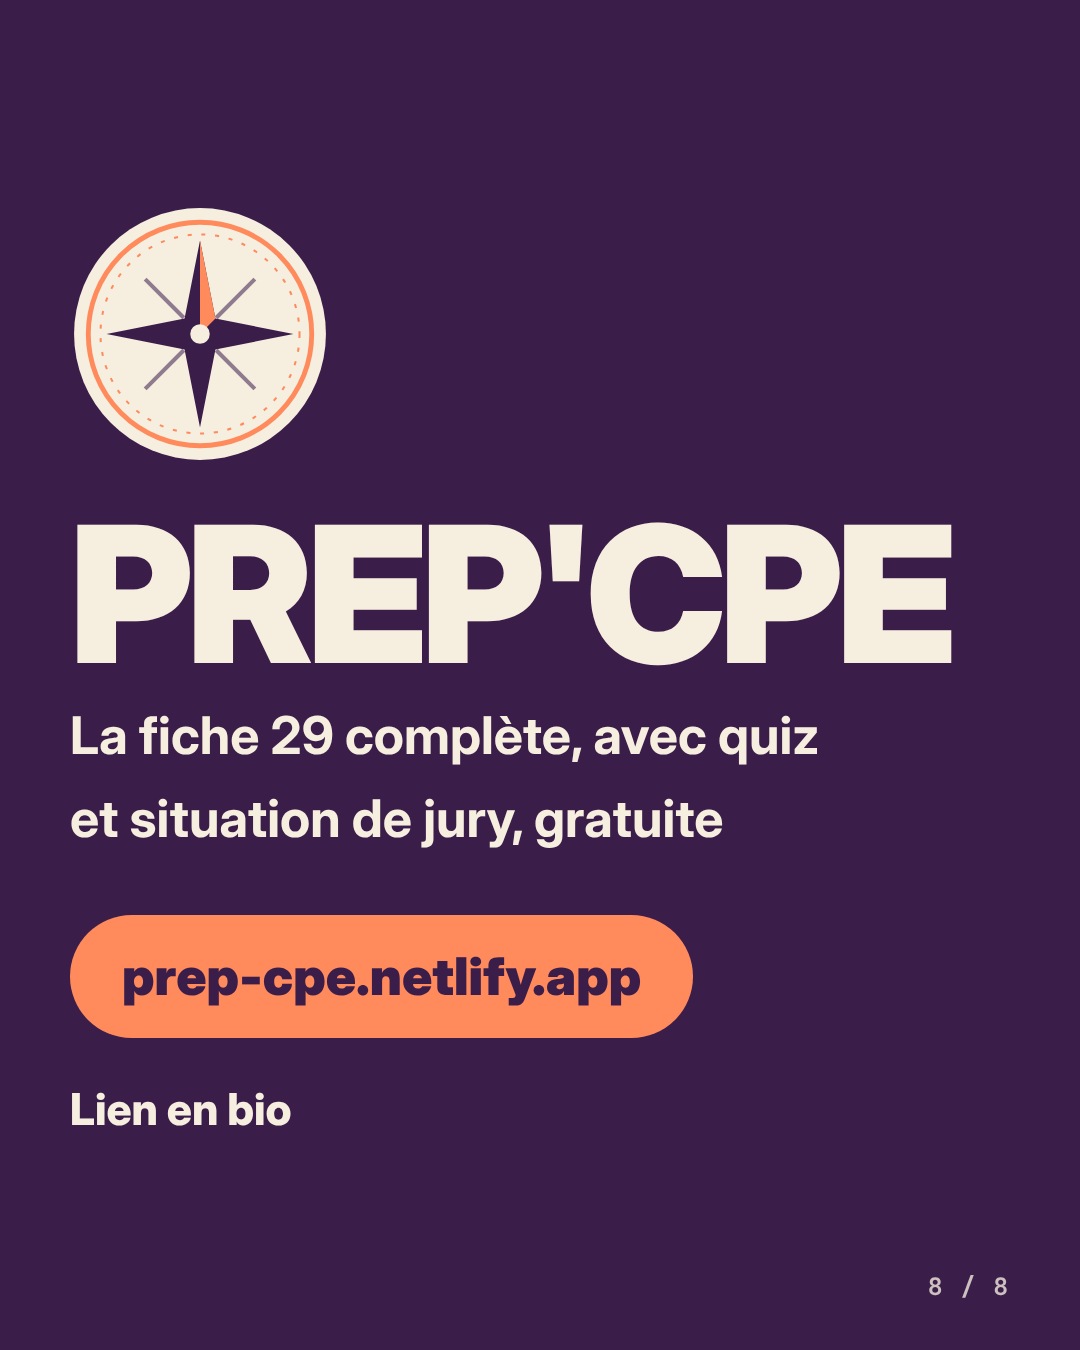 PREP'CPE
La fiche 29 complète, avec quiz
et situation de jury, gratuite
prep-cpe.netlify.app
Lien en bio
8 / 8